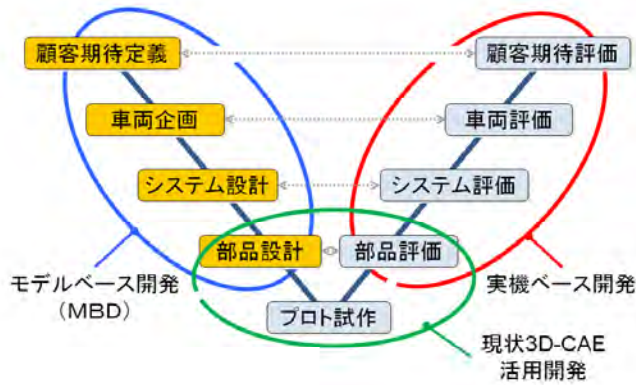 顧客期待定義
顧客期待評価
車両企画
車両評価
システム設計
システム評価
部品設計
部品評価
モデルベース開発
(MBD)
実機ベース開発
プロト試作
現状3D-CAE
活用開発